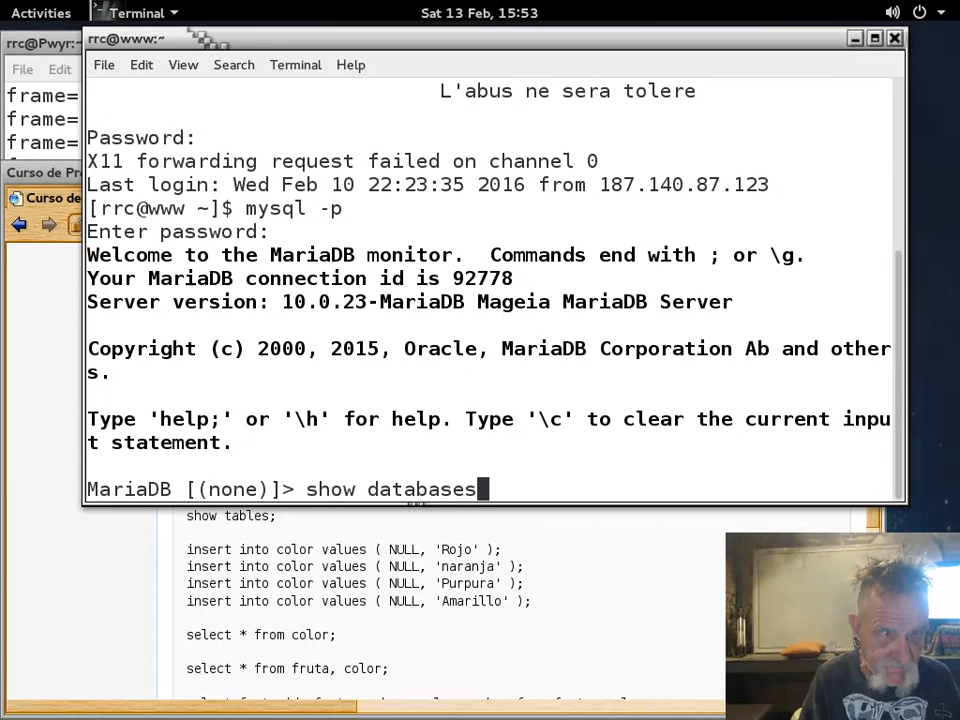 Activities
Terminal
Sat 13 Feb, 15:53
rrc@Pwyr:~
File Edit
frame=
frame=
frame=
Curso de Pr
Curso de
rrc@www:~
File Edit View Search Terminal Help
L'abus ne sera tolere
Password:
X11 forwarding request failed on channel 0
Last login: Wed Feb 10 22:23:35 2016 from 187.140.87.123
[rrc@www ~]$ mysql -p
Enter password:
Welcome to the MariaDB monitor.  Commands end with ; or \g.
Your MariaDB connection id is 92778
Server version: 10.0.23-MariaDB Mageia MariaDB Server
Copyright (c) 2000, 2015, Oracle, MariaDB Corporation Ab and other
s.
Type 'help;' or '\h' for help. Type '\c' to clear the current inpu
t statement.
MariaDB [(none)]> show databases
show tables;
insert into color values ( NULL, 'Rojo' );
insert into color values ( NULL, 'naranja' );
insert into color values ( NULL, 'Purpura' );
insert into color values ( NULL, 'Amarillo' );
select * from color;
select * from fruta, color;